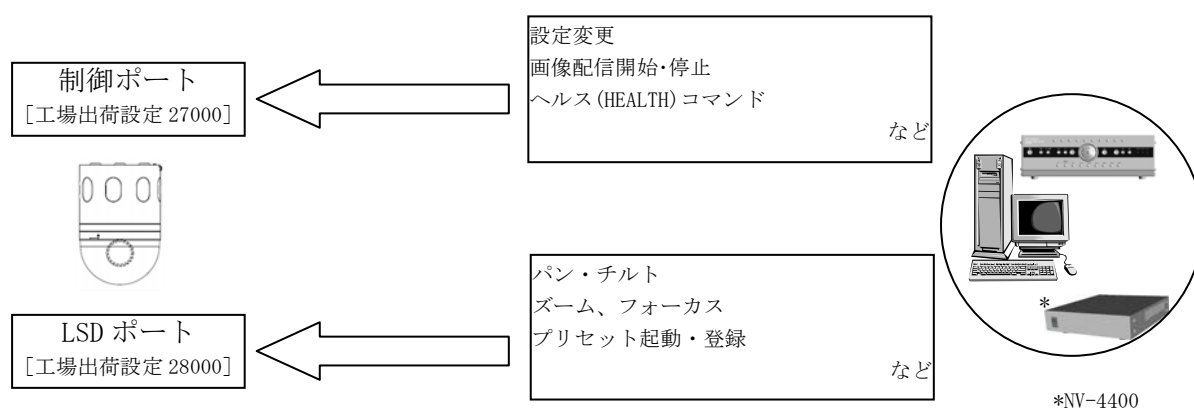 制御ポート
[工場出荷設定 27000]
設定変更
画像配信開始･停止
ヘルス(HEALTH)コマンド
など
LSD ポート
[工場出荷設定 28000]
パン・チルト
ズーム、フォーカス
プリセット起動・登録
など
*
*NV-4400